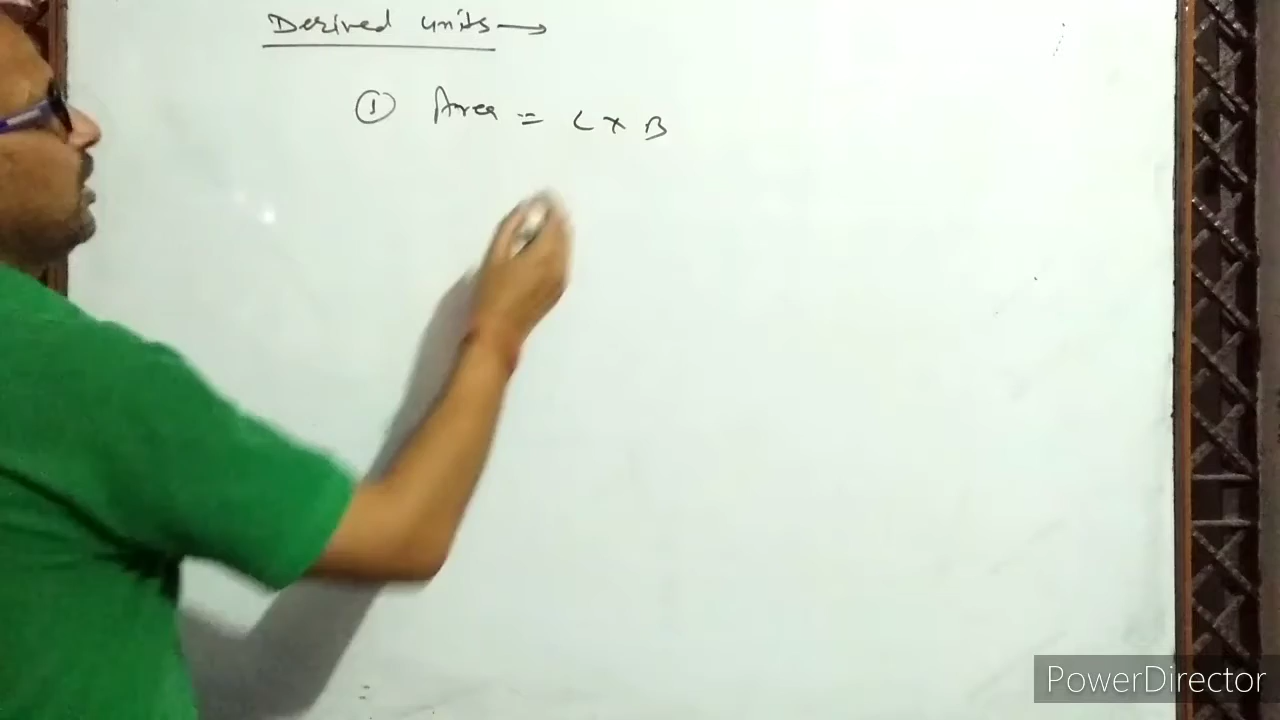 Derived units →
① Area = L × B
PowerDirector